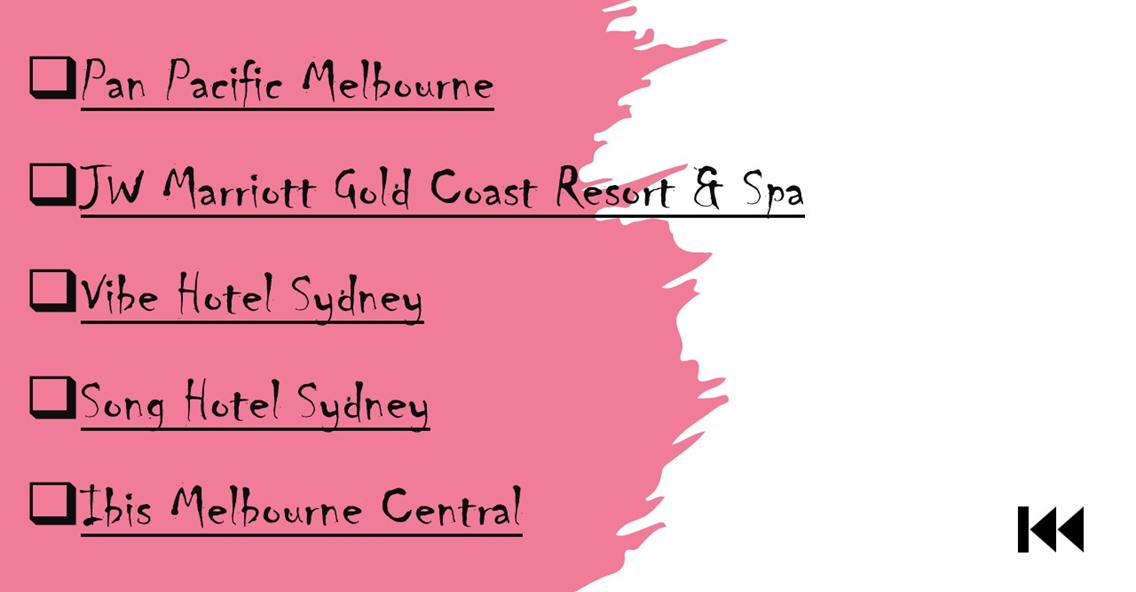 Pan Pacific Melbourne
JW Marriott Gold Coast Resort & Spa
Vibe Hotel Sydney
Song Hotel Sydney
Ibis Melbourne Central